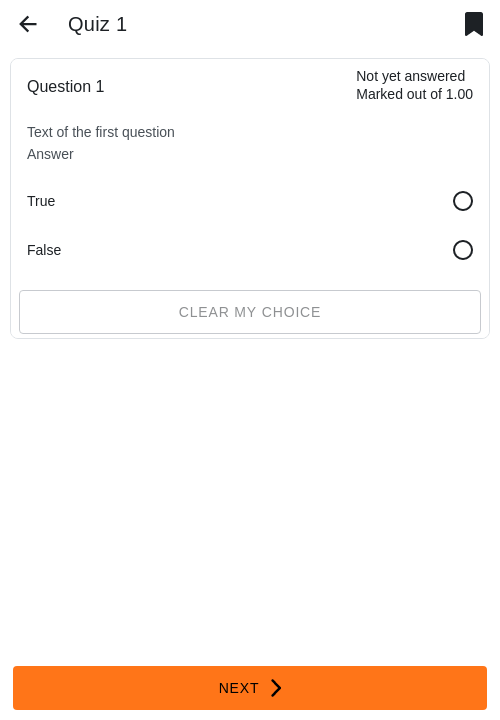 Quiz 1
Question 1
Not yet answered
Marked out of 1.00
Text of the first question
Answer
True
False
CLEAR MY CHOICE
NEXT